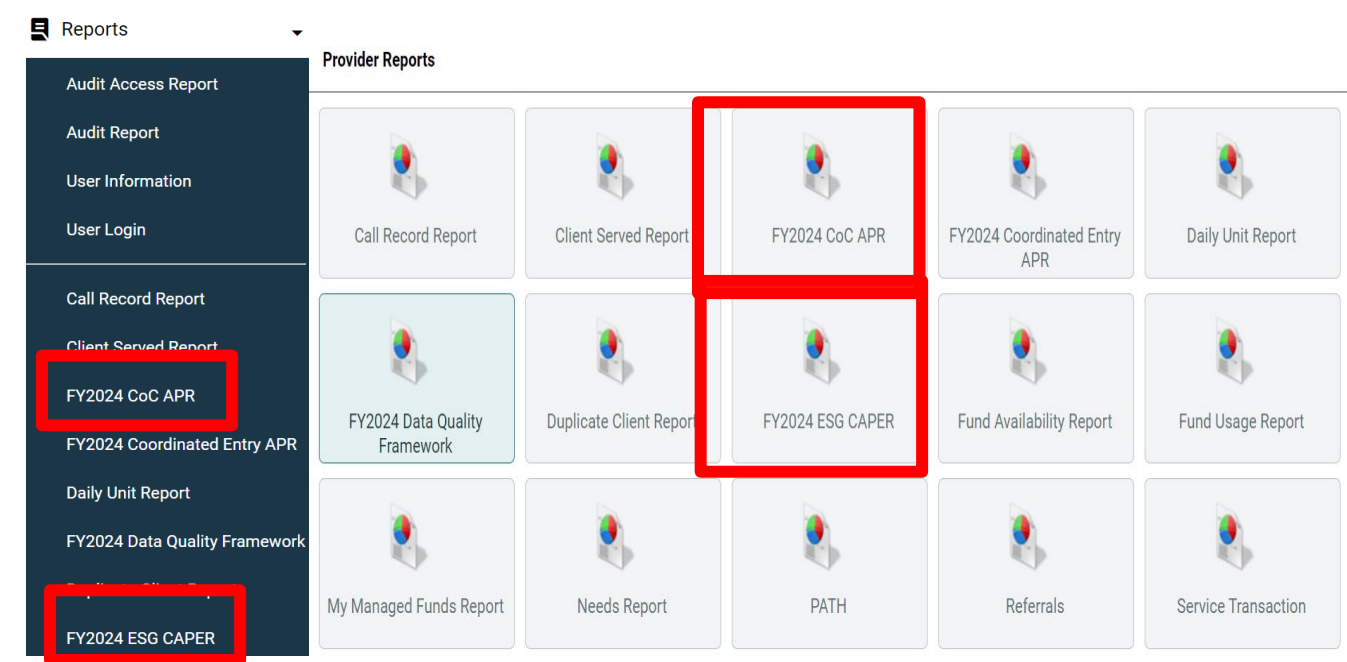 Reports
Audit Access Report
Audit Report
User Information
User Login
Call Record Report
Client Served Report
FY2024 CoC APR
FY2024 Coordinated Entry APR
Daily Unit Report
FY2024 Data Quality Framework
Duplicate Client Report
FY2024 ESG CAPER
Provider Reports
Call Record Report
Client Served Report
FY2024 CoC APR
FY2024 Coordinated Entry
APR
Daily Unit Report
FY2024 Data Quality
Framework
Duplicate Client Report
FY2024 ESG CAPER
Fund Availability Report
Fund Usage Report
My Managed Funds Report
Needs Report
PATH
Referrals
Service Transaction